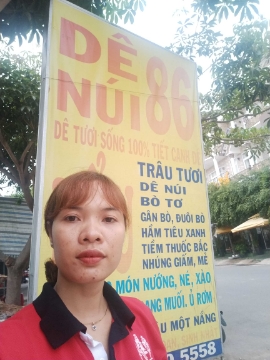 DÊ
NÚI 86
DÊ TƯƠI SỐNG 100% TIẾT CANH
TRÂU TƯƠI
DÊ NÚI
BÒ TƠ
GÂN BÒ, ĐUÔI BÒ
HẦM TIÊU XANH
TIỀM THUỐC BẮC
NHÚNG GIẤM, MẺ
MÓN NƯỚNG, NÉ, XÀO
ANG MUỐI, Ủ RƠM
U MỘT NẮNG
5558